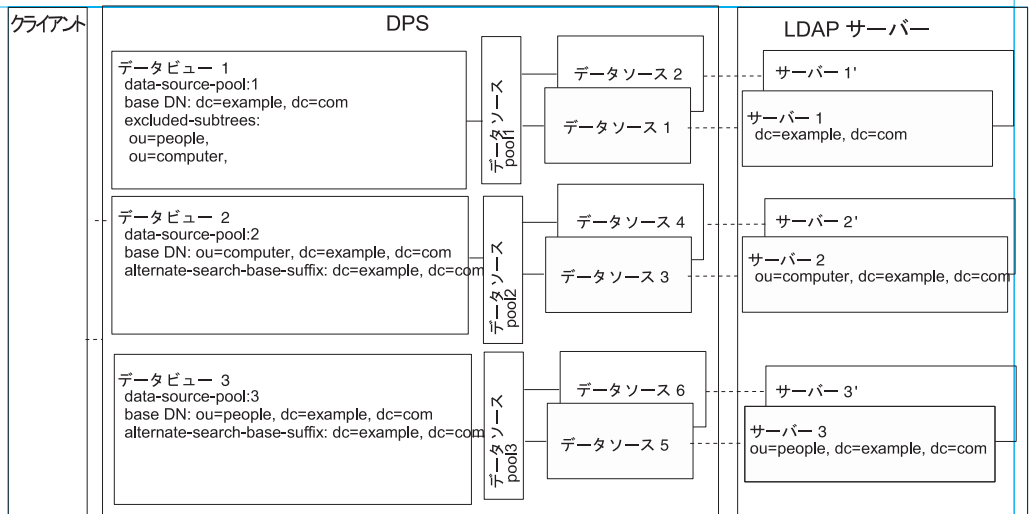 クライアント
DPS
LDAP サーバー
データビュー 1
data-source-pool:1
base DN: dc=example, dc=com
excluded-subtrees:
ou=people,
ou=computer,
データソース
pool1
データソース 2
データソース 1
サーバー 1'
サーバー 1
dc=example, dc=com
データビュー 2
data-source-pool:2
base DN: ou=computer, dc=example, dc=com
alternate-search-base-suffix: dc=example, dc=com
データソース
pool2
データソース 4
データソース 3
サーバー 2'
サーバー 2
ou=computer, dc=example, dc=com
データビュー 3
data-source-pool:3
base DN: ou=people, dc=example, dc=com
alternate-search-base-suffix: dc=example, dc=com
データソース
pool3
データソース 6
データソース 5
サーバー 3'
サーバー 3
ou=people, dc=example, dc=com